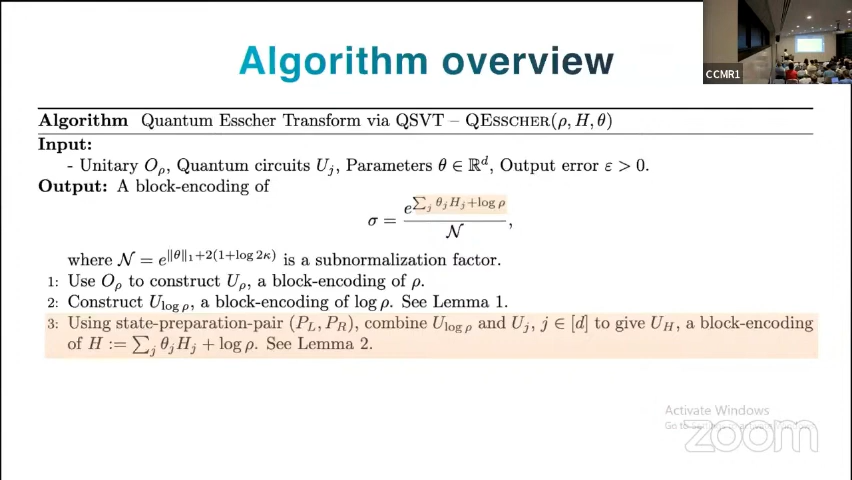 Algorithm overview
CCMR1
Algorithm Quantum Esscher Transform via QSVT – QEsscher(ρ, H, θ)
Input:
- Unitary O_ρ, Quantum circuits U_j, Parameters θ ∈ ℝ^d, Output error ε > 0.
Output: A block-encoding of
σ = e^{∑_j θ_j H_j + log ρ} / 𝒩,
where 𝒩 = e^{‖θ‖_1+2(1+log 2κ)} is a subnormalization factor.
1: Use O_ρ to construct U_ρ, a block-encoding of ρ.
2: Construct U_{log ρ}, a block-encoding of log ρ. See Lemma 1.
3: Using state-preparation-pair (P_L, P_R), combine U_{log ρ} and U_j, j ∈ [d] to give U_H, a block-encoding
of H := ∑_j θ_j H_j + log ρ. See Lemma 2.
Activate Windows
Go to
zoom